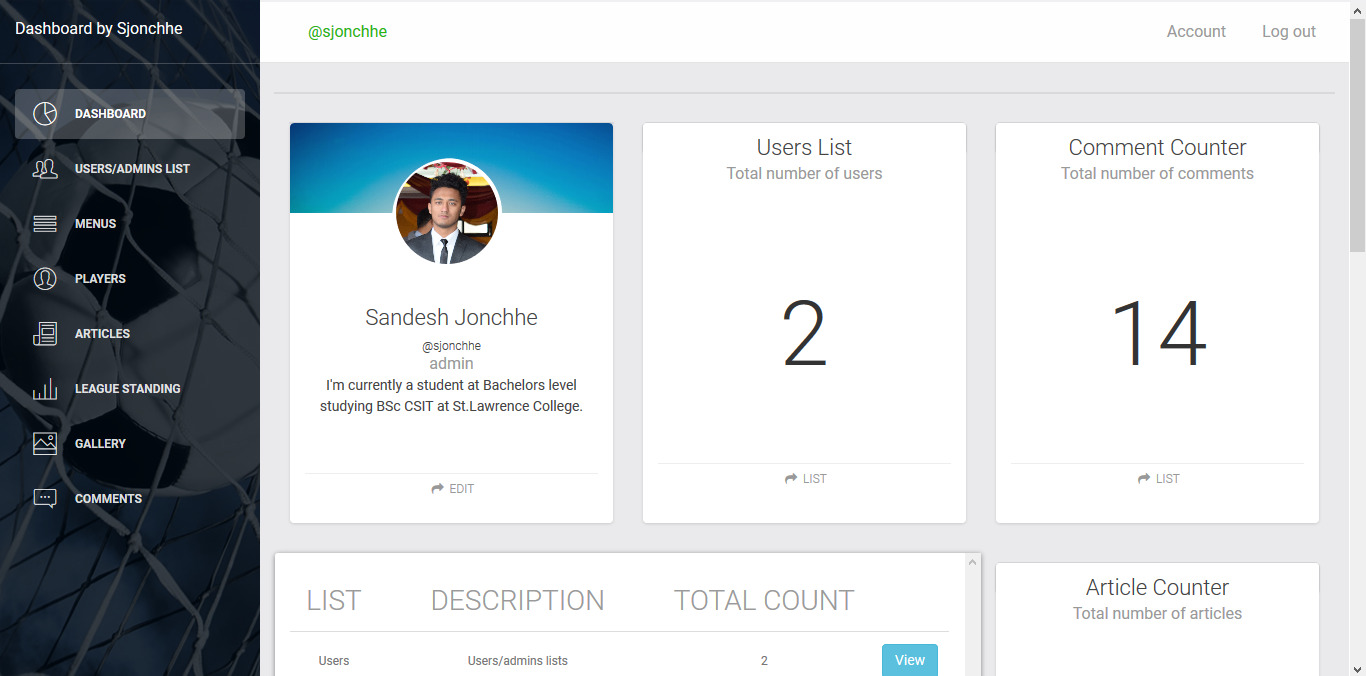 Dashboard by Sjonchhe
@sjonchhe
Account
Log out
DASHBOARD
USERS/ADMINS LIST
MENUS
PLAYERS
ARTICLES
LEAGUE STANDING
GALLERY
COMMENTS
Sandesh Jonchhe
@sjonchhe
admin
I'm currently a student at Bachelors level
studying BSc CSIT at St.Lawrence College.
EDIT
Users List
Total number of users
2
LIST
Comment Counter
Total number of comments
14
LIST
LIST DESCRIPTION TOTAL COUNT
Users Users/admins lists 2 View
Article Counter
Total number of articles